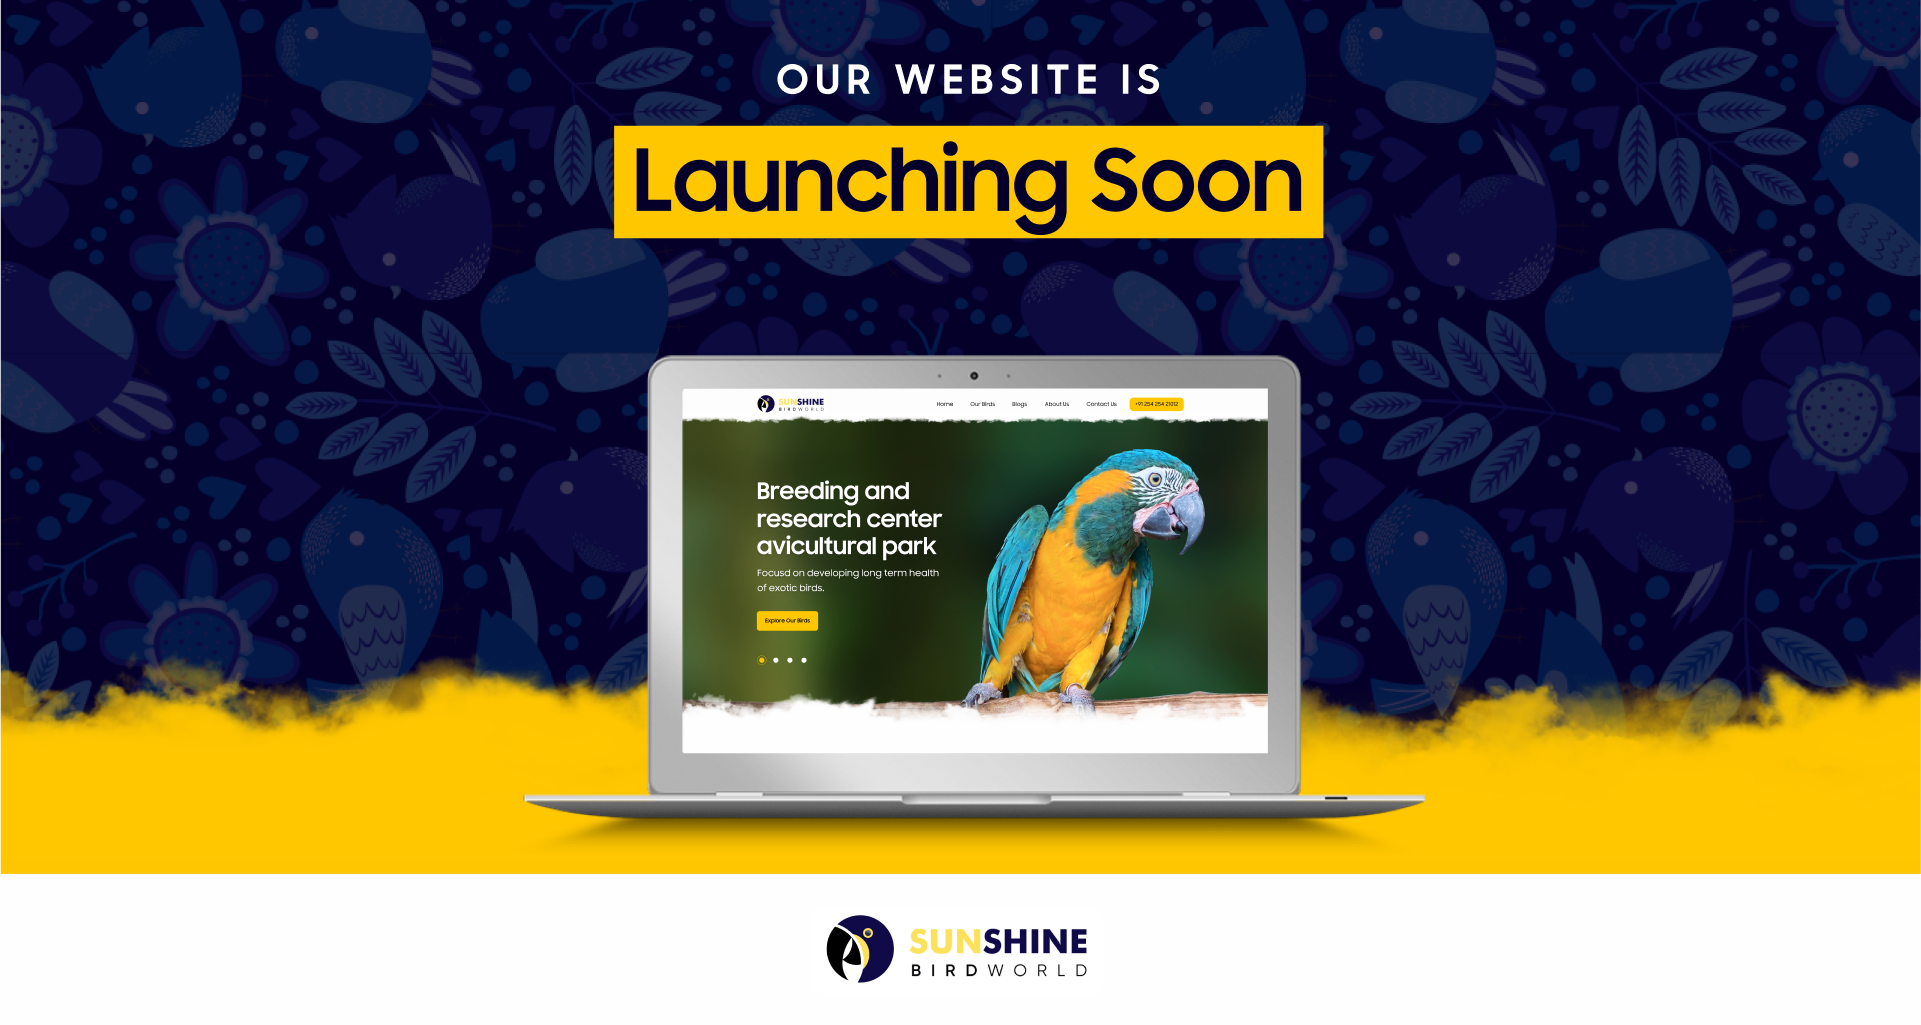 OUR WEBSITE IS
Launching Soon
SUNSHINE
BIRDWORLD
Home
Our Birds
Blogs
About Us
Contact Us
+91 254 254 21012
Breeding and
research center
avicultural park
Focusd on developing long term health
of exotic birds.
Explore Our Birds
SUNSHINE
BIRDWORLD